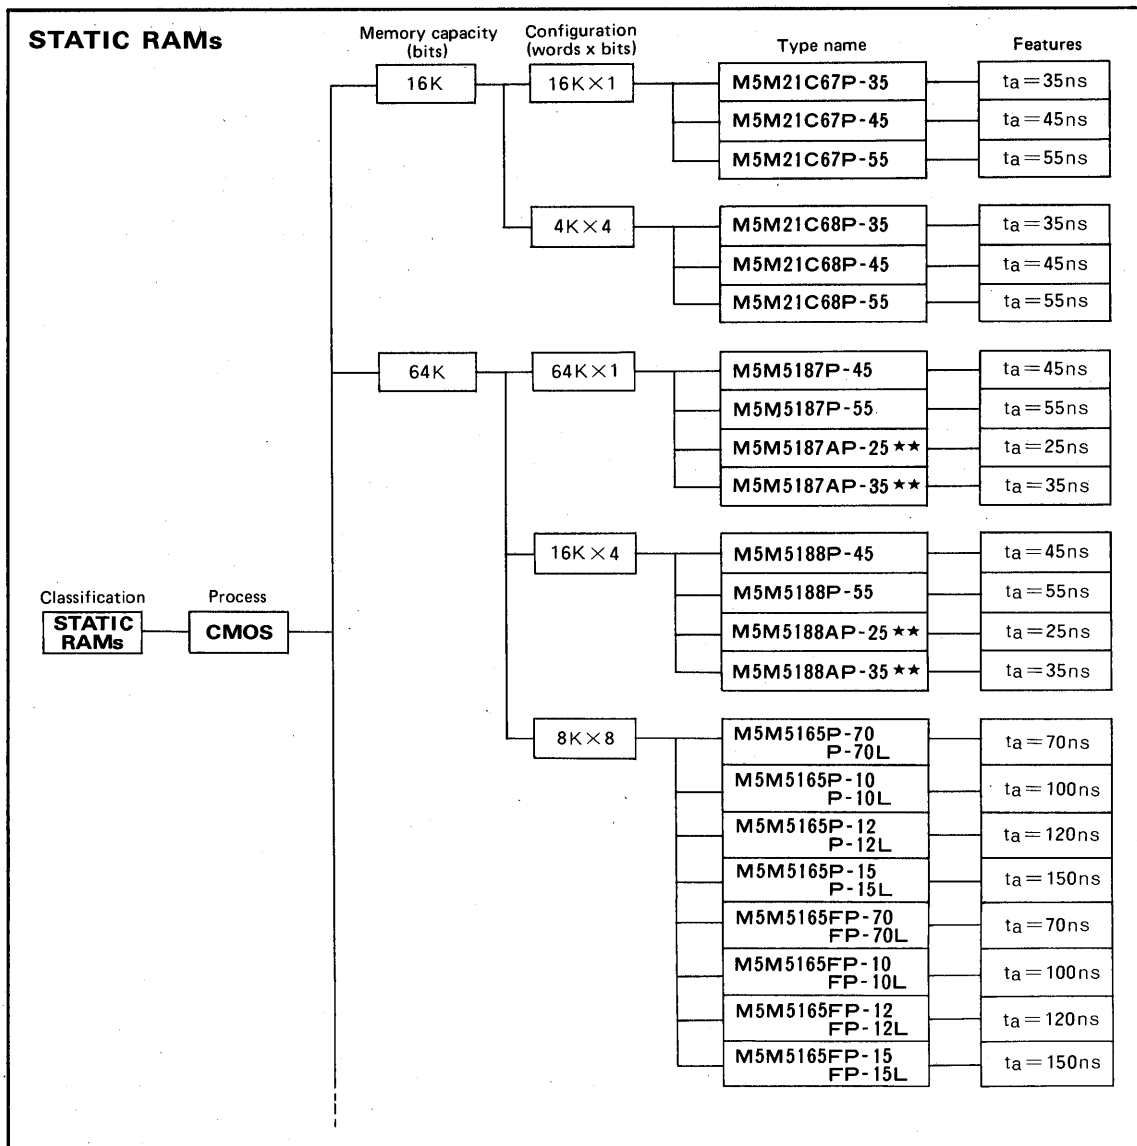 STATIC RAMs
Memory capacity
(bits)
Configuration
(words x bits)
Type name
Features
16K
16K×1
M5M21C67P-35
ta=35ns
M5M21C67P-45
ta=45ns
M5M21C67P-55
ta=55ns
4K×4
M5M21C68P-35
ta=35ns
M5M21C68P-45
ta=45ns
M5M21C68P-55
ta=55ns
64K
64K×1
M5M5187P-45
ta=45ns
M5M5187P-55
ta=55ns
M5M5187AP-25★★
ta=25ns
M5M5187AP-35★★
ta=35ns
16K×4
M5M5188P-45
ta=45ns
M5M5188P-55
ta=55ns
M5M5188AP-25★★
ta=25ns
M5M5188AP-35★★
ta=35ns
Classification
STATIC
RAMs
Process
CMOS
8K×8
M5M5165P-70
P-70L
ta=70ns
M5M5165P-10
P-10L
ta=100ns
M5M5165P-12
P-12L
ta=120ns
M5M5165P-15
P-15L
ta=150ns
M5M5165FP-70
FP-70L
ta=70ns
M5M5165FP-10
FP-10L
ta=100ns
M5M5165FP-12
FP-12L
ta=120ns
M5M5165FP-15
FP-15L
ta=150ns